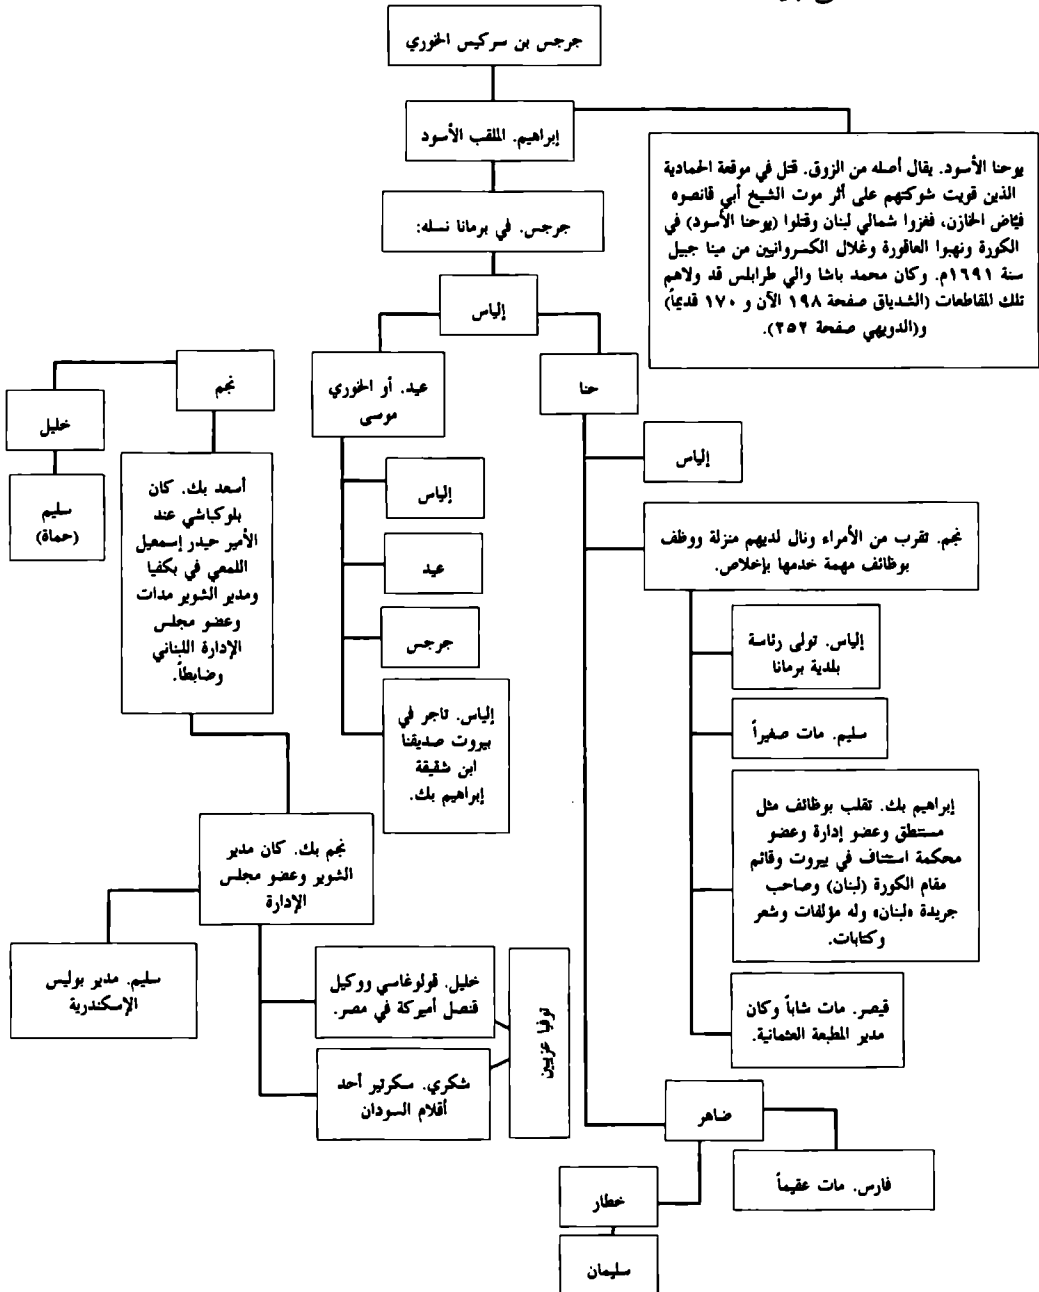 جرجس بن سركيس الخوري
إبراهيم. الملقب الأسود
يوحنا الأسود. يقال أصله من الزوق. قتل في موقعة الحمادية
الذين قويت شوكتهم على أثر موت الشيخ أبي قانصوه
فيّاض الخازن، فغزوا شمالي لبنان وقتلوا (يوحنا الأسود) في
الكورة ونهبوا العاقورة وغلال الكسروانيين من مينا جبيل
سنة ١٦٩١م. وكان محمد باشا والي طرابلس قد ولاهم
تلك المقاطعات (الشدياق صفحة ١٩٨ الآن و ١٧٠ قديماً)
و(الدويهي صفحة ٢٥٢).
جرجس. في برمانا نسله:
إلياس
حنا
عيد. أو الخوري
موسى
نجم
خليل
سليم
(حماة)
أسعد بك. كان
بلوكباشي عند
الأمير حيدر إسمعيل
اللمعي في بكفيا
ومدير الشوير مدات
وعضو مجلس
الإدارة اللبناني
وضابطاً.
إلياس
عيد
جرجس
إلياس. تاجر في
بيروت صديقنا
ابن شقيقة
إبراهيم بك.
إلياس
نجم. تقرب من الأمراء ونال لديهم منزلة ووظف
بوظائف مهمة خدمها بإخلاص.
إلياس. تولى رئاسة
بلدية برمانا
سليم. مات صغيراً
إبراهيم بك. تقلب بوظائف مثل
مستنطق وعضو إدارة وعضو
محكمة استئناف في بيروت وقائم
مقام الكورة (لبنان) وصاحب
جريدة «لبنان» وله مؤلفات وشعر
وكتابات.
قيصر. مات شاباً وكان
مدير المطبعة العثمانية.
نجم بك. كان مدير
الشوير وعضو مجلس
الإدارة
سليم. مدير بوليس
الإسكندرية
خليل. قولوغاسي ووكيل
قنصل أميركة في مصر.
شكري. سكرتير أحد
أقلام السودان
توفيا عزبين
ضاهر
فارس. مات عقيماً
خطار
سليمان